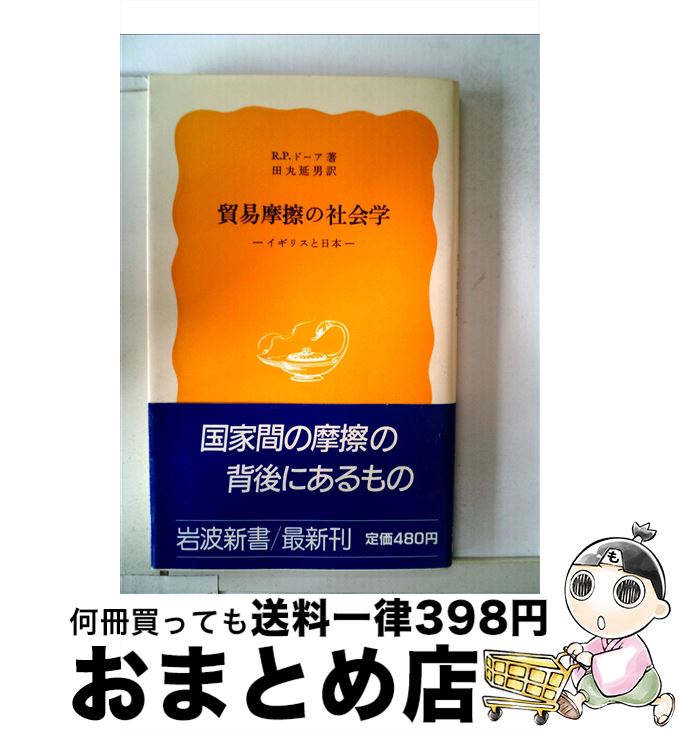 R.P.ドーア著
田丸延男訳
貿易摩擦の社会学
―イギリスと日本―
国家間の摩擦の
背後にあるもの
岩波新書/最新刊 定価480円
も
何冊買っても送料一律398円
おまとめ店